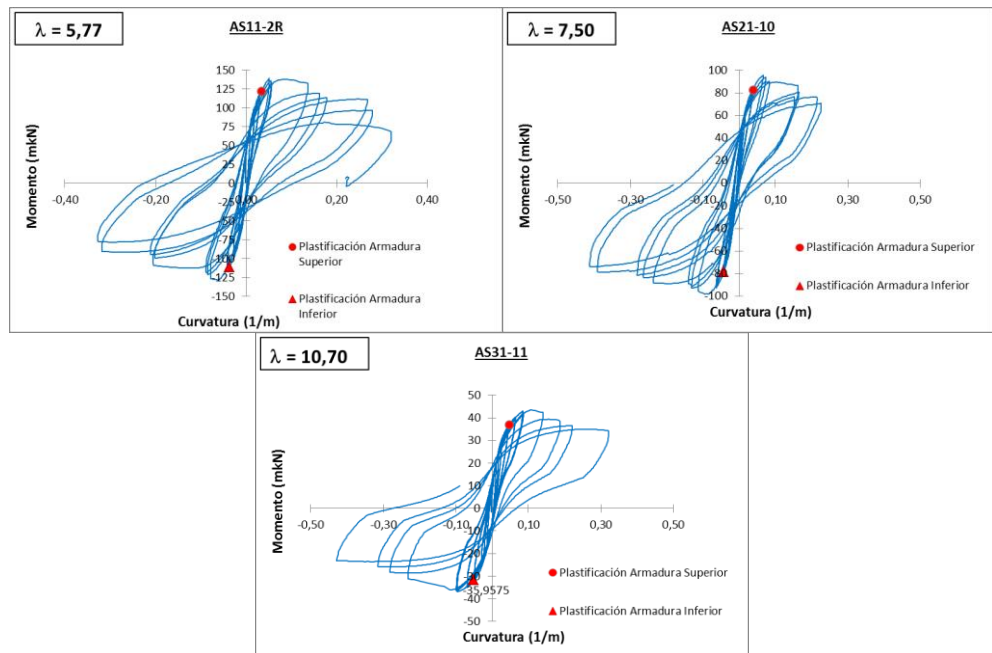 λ = 5,77
AS11-2R
Momento (mkN)
150
125
100
75
50
25
0
-25
-50
-75
-100
-125
-150
-0,40
-0,20
0,00
0,20
0,40
Plastificación Armadura
Superior
Plastificación Armadura
Inferior
Curvatura (1/m)
λ = 7,50
AS21-10
Momento (mkN)
100
80
60
40
20
0
-20
-40
-60
-80
-100
-0,50
-0,30
-0,10
0,10
0,30
0,50
Plastificación Armadura Superior
Plastificación Armadura Inferior
Curvatura (1/m)
λ = 10,70
AS31-11
Momento (mkN)
50
40
30
20
10
0
-10
-20
-30
-40
-50
-0,50
-0,30
-0,10
0,10
0,30
0,50
-35,9575
Plastificación Armadura Superior
Plastificación Armadura Inferior
Curvatura (1/m)